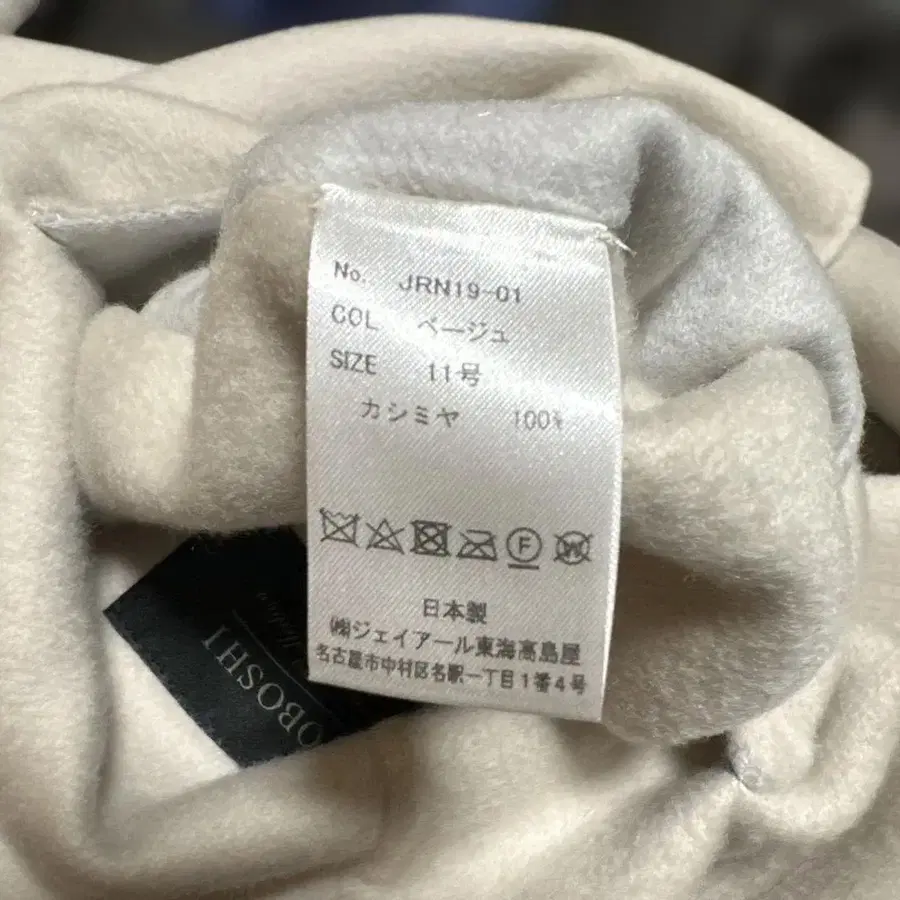 No. JRN19-01
COL ベージュ
SIZE 11号
カシミヤ 100%
F W
日本製
㈱ジェイアール東海高島屋
名古屋市中村区名駅一丁目1番4号
OBOSHI